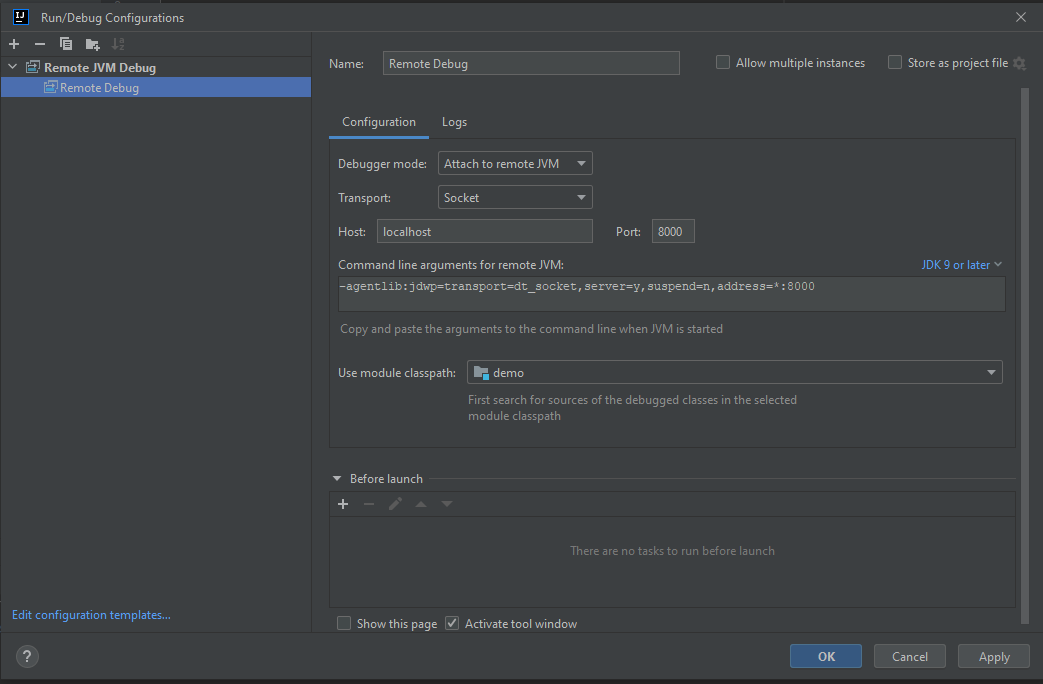 IJ
Run/Debug Configurations
Remote JVM Debug
Remote Debug
Edit configuration templates...
Name: Remote Debug
Allow multiple instances
Store as project file
Configuration Logs
Debugger mode: Attach to remote JVM
Transport: Socket
Host: localhost Port: 8000
Command line arguments for remote JVM: JDK 9 or later
-agentlib:jdwp=transport=dt_socket,server=y,suspend=n,address=*:8000
Copy and paste the arguments to the command line when JVM is started
Use module classpath: demo
First search for sources of the debugged classes in the selected
module classpath
Before launch
There are no tasks to run before launch
Show this page Activate tool window
? OK Cancel Apply